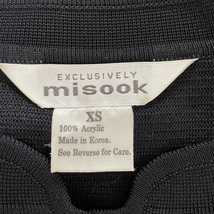 EXCLUSIVELY
misook
XS
100% Acrylic
Made in Korea.
See Reverse for Care.